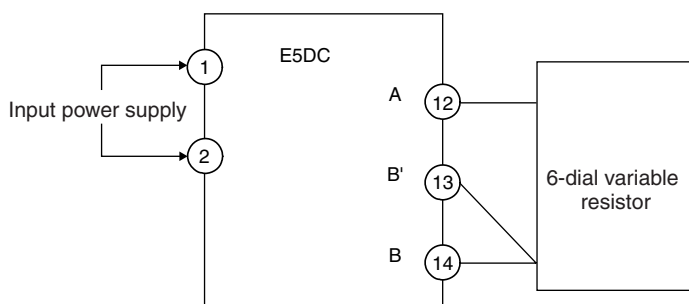 1
E5DC
A
12
Input power supply
2
B'
13
6-dial variable
resistor
B
14